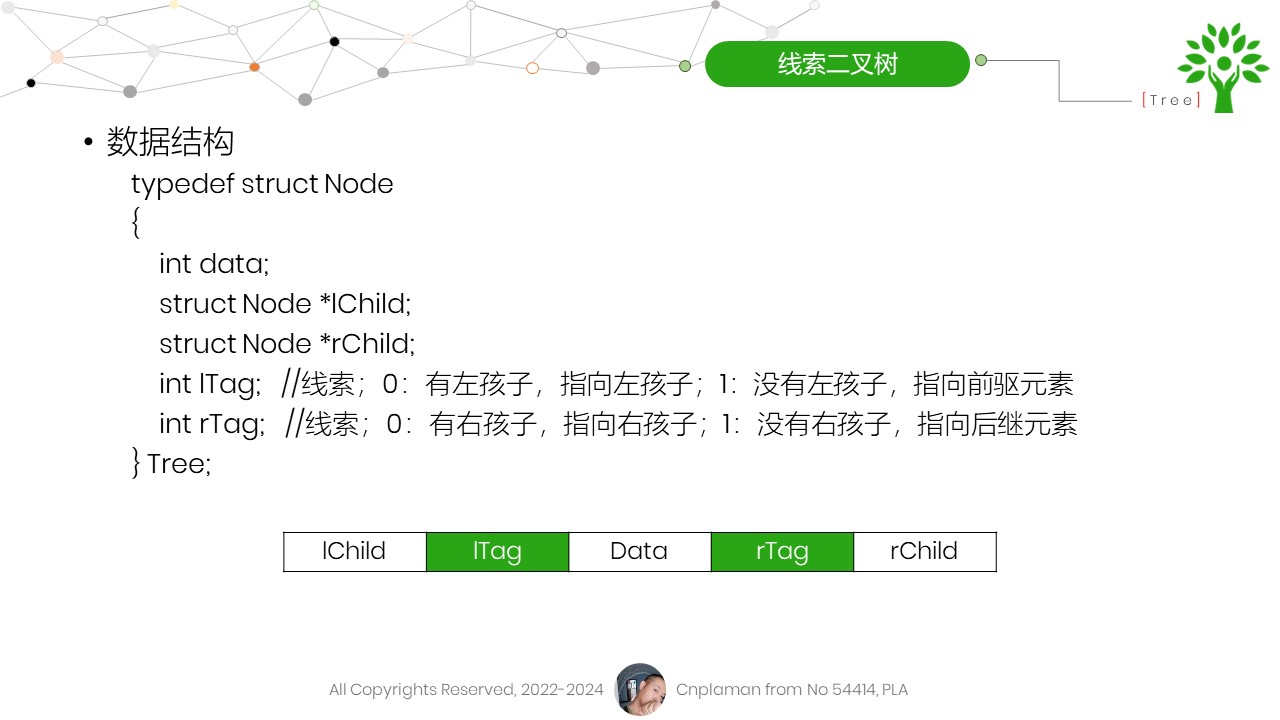 线索二叉树
[Tree]
• 数据结构
typedef struct Node
{
int data;
struct Node *lChild;
struct Node *rChild;
int lTag; //线索；0：有左孩子，指向左孩子；1：没有左孩子，指向前驱元素
int rTag; //线索；0：有右孩子，指向右孩子；1：没有右孩子，指向后继元素
} Tree;
lChild lTag Data rTag rChild
All Copyrights Reserved, 2022-2024 Cnplaman from No 54414, PLA